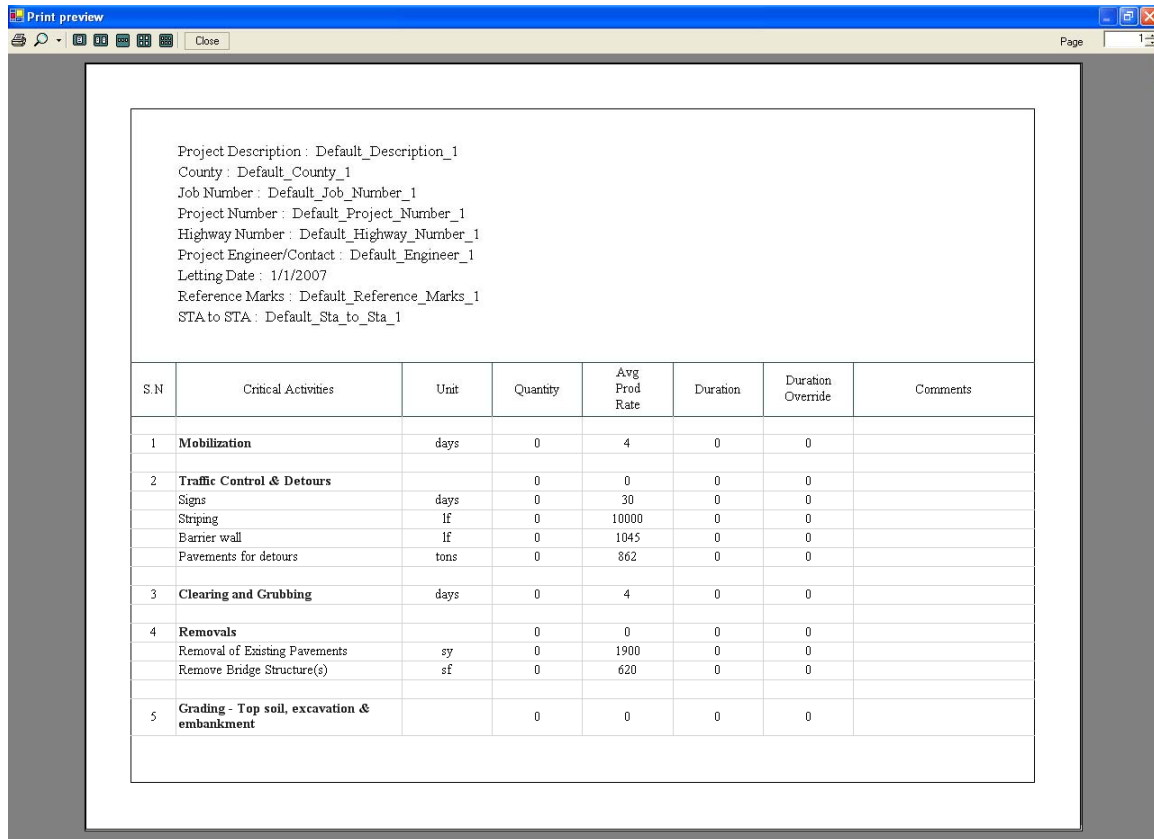 Print preview
Close
Page 1
Project Description : Default_Description_1
County : Default_County_1
Job Number : Default_Job_Number_1
Project Number : Default_Project_Number_1
Highway Number : Default_Highway_Number_1
Project Engineer/Contact : Default_Engineer_1
Letting Date : 1/1/2007
Reference Marks : Default_Reference_Marks_1
STA to STA : Default_Sta_to_Sta_1
S.N Critical Activities Unit Quantity Avg Prod Rate Duration Duration Override Comments
1 Mobilization days 0 4 0 0
2 Traffic Control & Detours 0 0 0 0
Signs days 0 30 0 0
Striping lf 0 10000 0 0
Barrier wall lf 0 1045 0 0
Pavements for detours tons 0 862 0 0
3 Clearing and Grubbing days 0 4 0 0
4 Removals 0 0 0 0
Removal of Existing Pavements sy 0 1900 0 0
Remove Bridge Structure(s) sf 0 620 0 0
5 Grading - Top soil, excavation & embankment 0 0 0 0